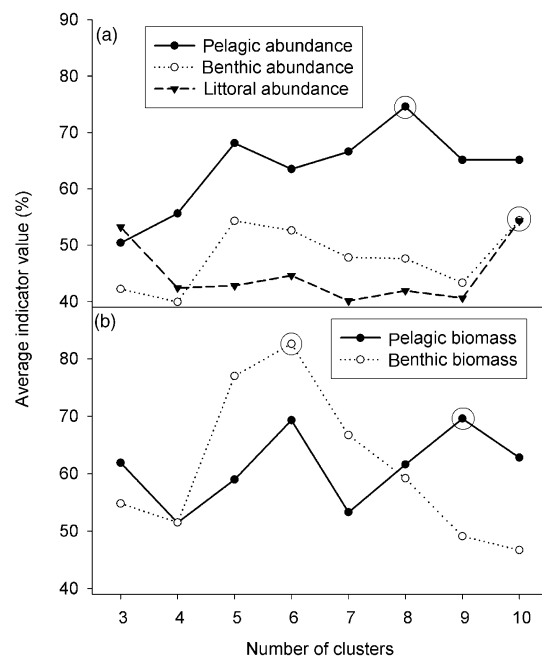 90
(a)
Pelagic abundance
Benthic abundance
Littoral abundance
80
70
60
50
40
Average indicator value (%)
(b)
Pelagic biomass
Benthic biomass
80
70
60
50
40
3 4 5 6 7 8 9 10
Number of clusters